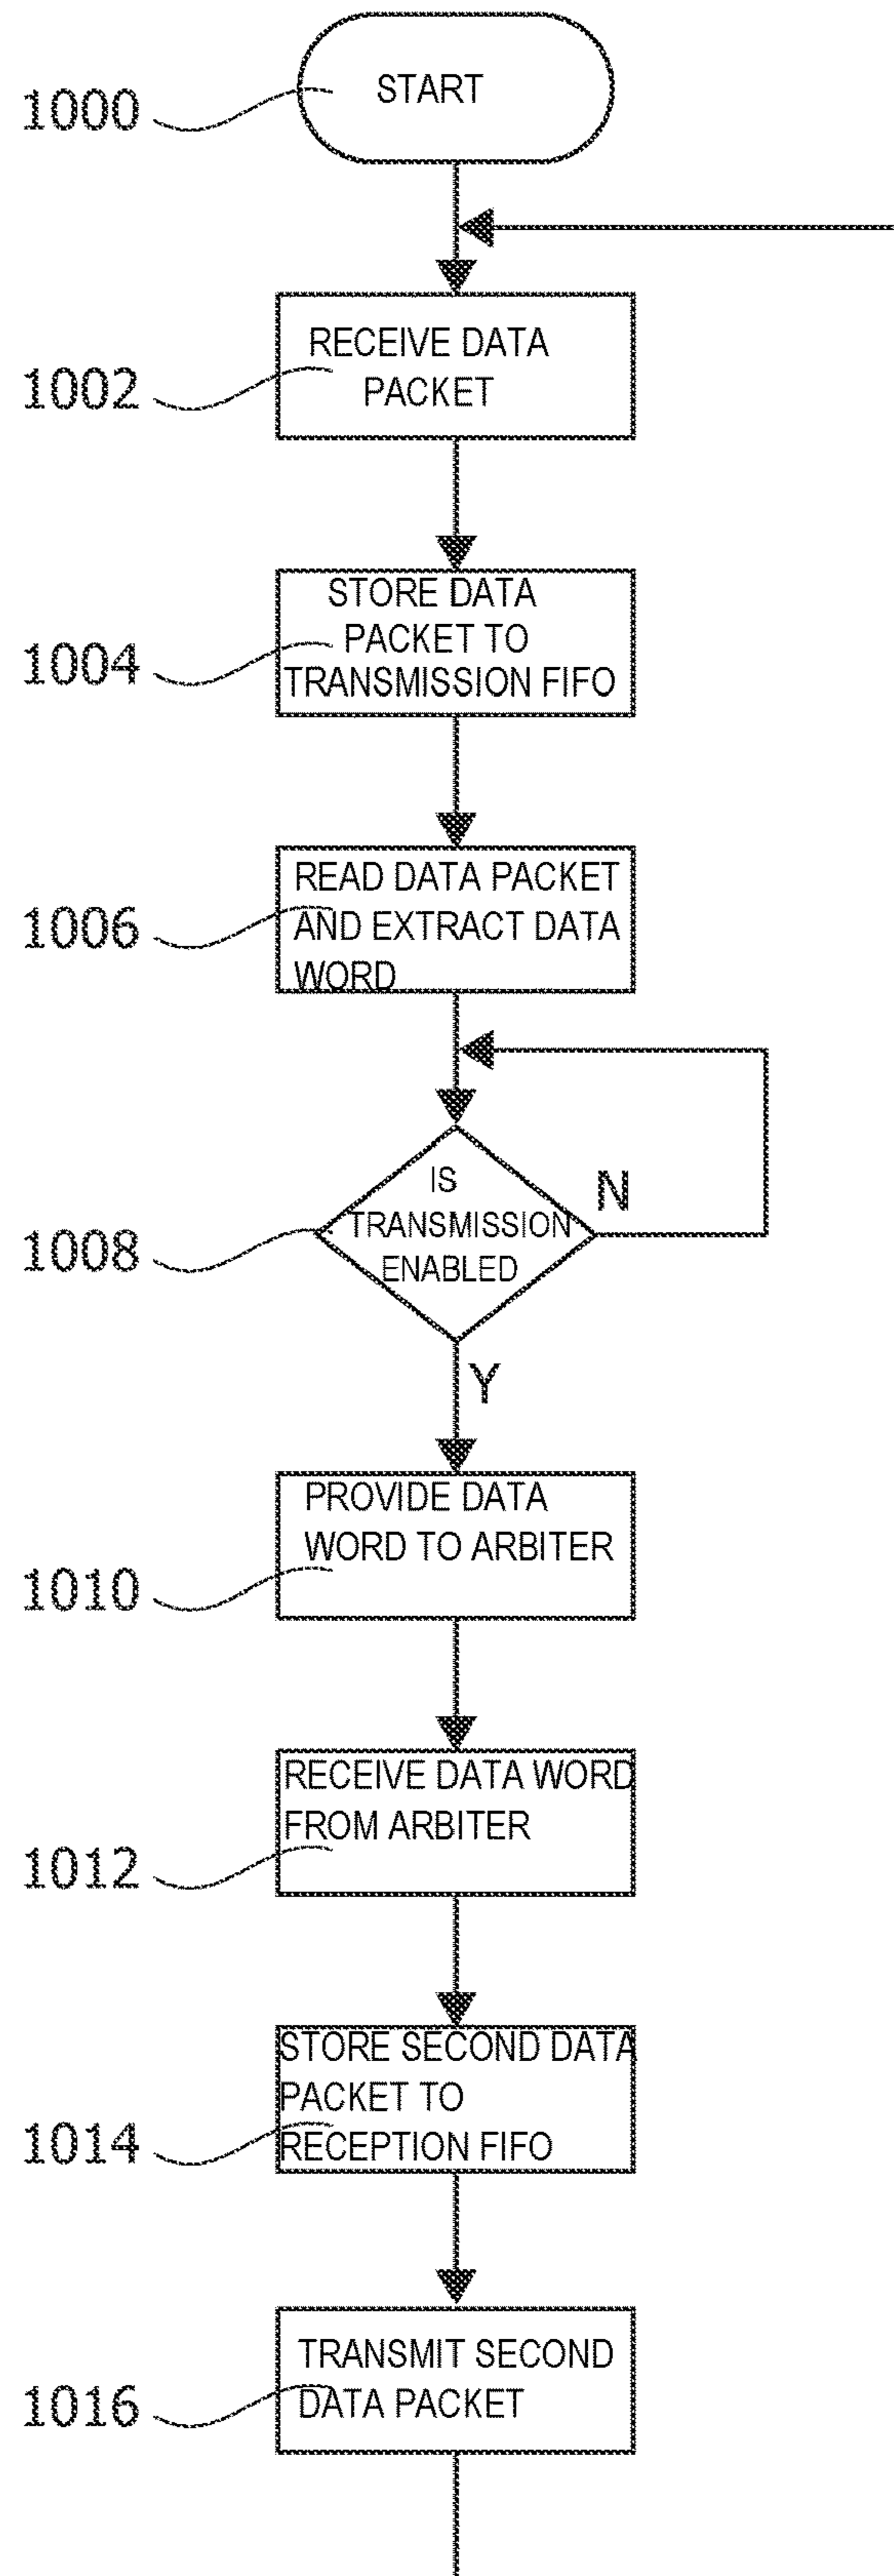 START
1000
RECEIVE DATA
PACKET
1002
STORE DATA
PACKET TO
TRANSMISSION FIFO
1004
READ DATA PACKET
AND EXTRACT DATA
WORD
1006
IS
TRANSMISSION
ENABLED
N
1008
Y
PROVIDE DATA
WORD TO ARBITER
1010
RECEIVE DATA WORD
FROM ARBITER
1012
STORE SECOND DATA
PACKET TO
RECEPTION FIFO
1014
TRANSMIT SECOND
DATA PACKET
1016